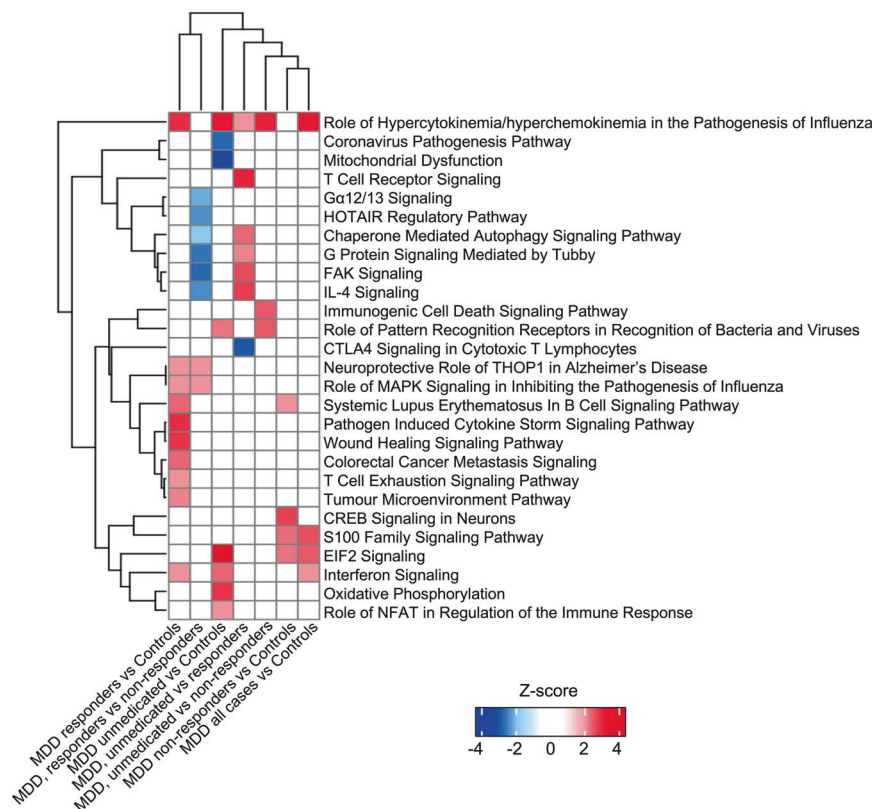 Role of Hypercytokinemia/hyperchemokinemia in the Pathogenesis of Influenza
Coronavirus Pathogenesis Pathway
Mitochondrial Dysfunction
T Cell Receptor Signaling
Gα12/13 Signaling
HOTAIR Regulatory Pathway
Chaperone Mediated Autophagy Signaling Pathway
G Protein Signaling Mediated by Tubby
FAK Signaling
IL-4 Signaling
Immunogenic Cell Death Signaling Pathway
Role of Pattern Recognition Receptors in Recognition of Bacteria and Viruses
CTLA4 Signaling in Cytotoxic T Lymphocytes
Neuroprotective Role of THOP1 in Alzheimer's Disease
Role of MAPK Signaling in Inhibiting the Pathogenesis of Influenza
Systemic Lupus Erythematosus In B Cell Signaling Pathway
Pathogen Induced Cytokine Storm Signaling Pathway
Wound Healing Signaling Pathway
Colorectal Cancer Metastasis Signaling
T Cell Exhaustion Signaling Pathway
Tumour Microenvironment Pathway
CREB Signaling in Neurons
S100 Family Signaling Pathway
EIF2 Signaling
Interferon Signaling
Oxidative Phosphorylation
Role of NFAT in Regulation of the Immune Response
MDD responders vs Controls
MDD, responders vs non-responders
MDD unmedicated vs Controls
MDD, unmedicated vs responders
MDD, unmedicated vs non-responders
MDD non-responders vs Controls
MDD all cases vs Controls
Z-score
-4 -2 0 2 4